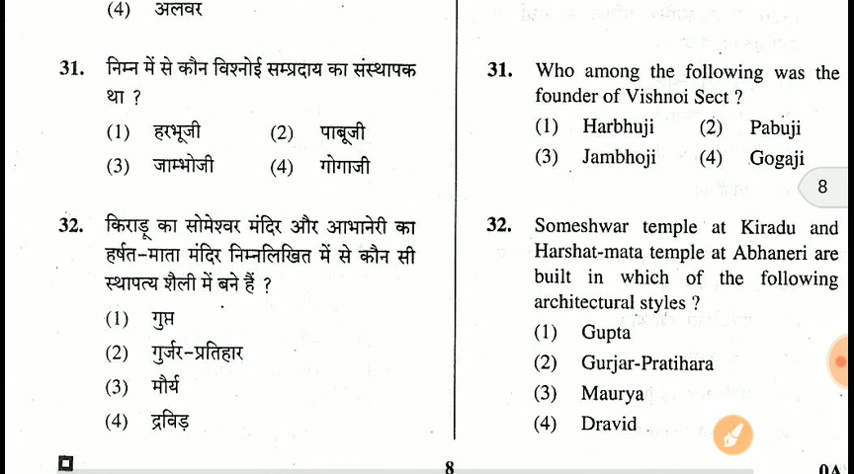 (4) अलवर
31. निम्न में से कौन विश्नोई सम्प्रदाय का संस्थापक
था ?
(1) हरभूजी (2) पाबूजी
(3) जाम्भोजी (4) गोगाजी
32. किराडू का सोमेश्वर मंदिर और आभानेरी का
हर्षत-माता मंदिर निम्नलिखित में से कौन सी
स्थापत्य शैली में बने हैं ?
(1) गुप्त
(2) गुर्जर-प्रतिहार
(3) मौर्य
(4) द्रविड़
31. Who among the following was the
founder of Vishnoi Sect ?
(1) Harbhuji (2) Pabuji
(3) Jambhoji (4) Gogaji
8
32. Someshwar temple at Kiradu and
Harshat-mata temple at Abhaneri are
built in which of the following
architectural styles ?
(1) Gupta
(2) Gurjar-Pratihara
(3) Maurya
(4) Dravid
8
0A